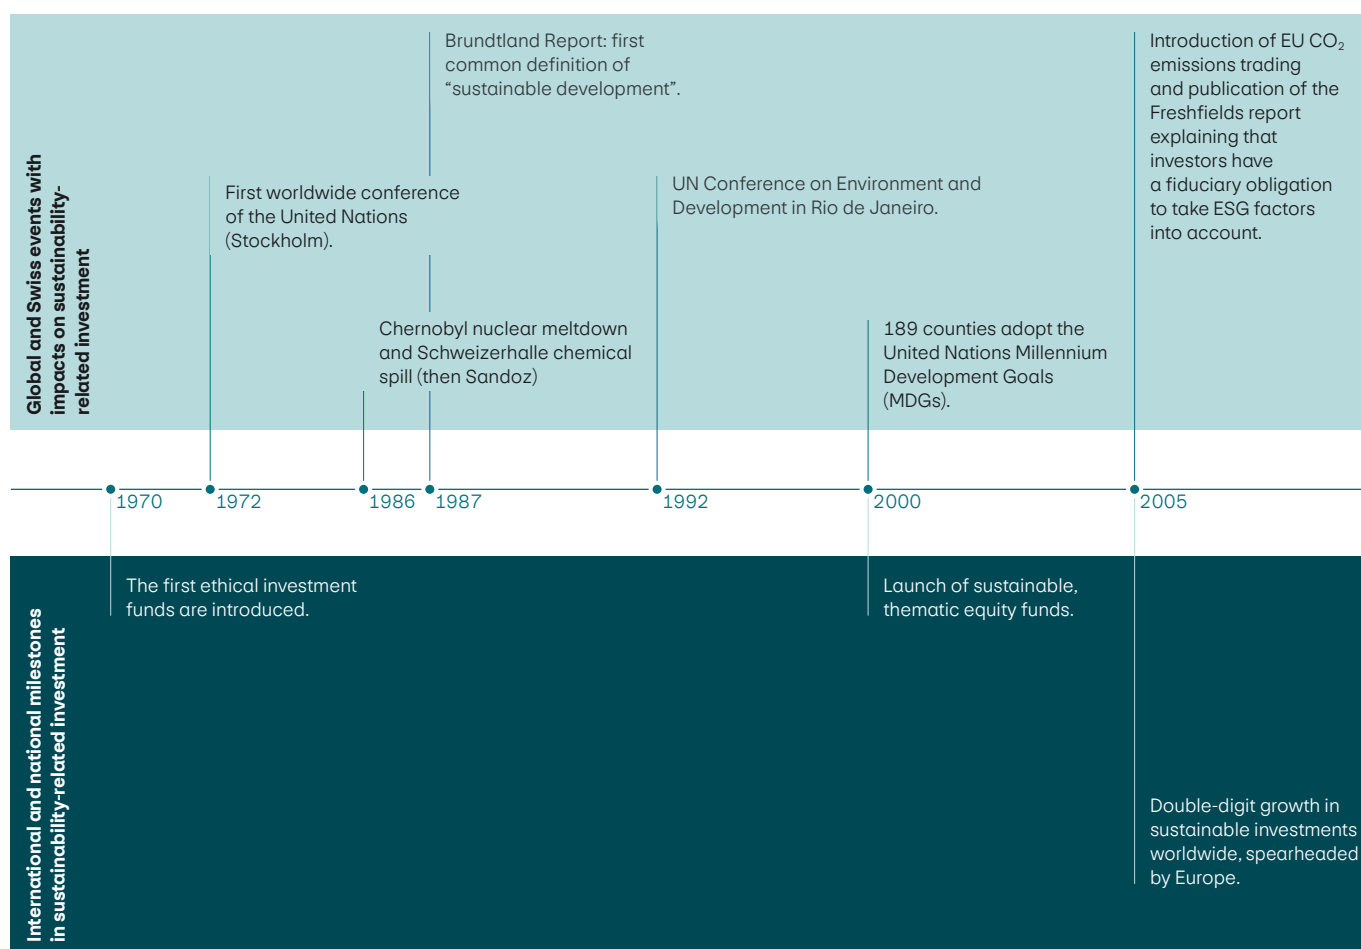 Global and Swiss events with
impacts on sustainability-
related investment
Brundtland Report: first
common definition of
“sustainable development”.
Introduction of EU CO₂
emissions trading
and publication of the
Freshfields report
explaining that
investors have
a fiduciary obligation
to take ESG factors
into account.
First worldwide conference
of the United Nations
(Stockholm).
UN Conference on Environment and
Development in Rio de Janeiro.
Chernobyl nuclear meltdown
and Schweizerhalle chemical
spill (then Sandoz)
189 counties adopt the
United Nations Millennium
Development Goals
(MDGs).
1970
1972
1986
1987
1992
2000
2005
International and national milestones
in sustainability-related investment
The first ethical investment
funds are introduced.
Launch of sustainable,
thematic equity funds.
Double-digit growth in
sustainable investments
worldwide, spearheaded
by Europe.